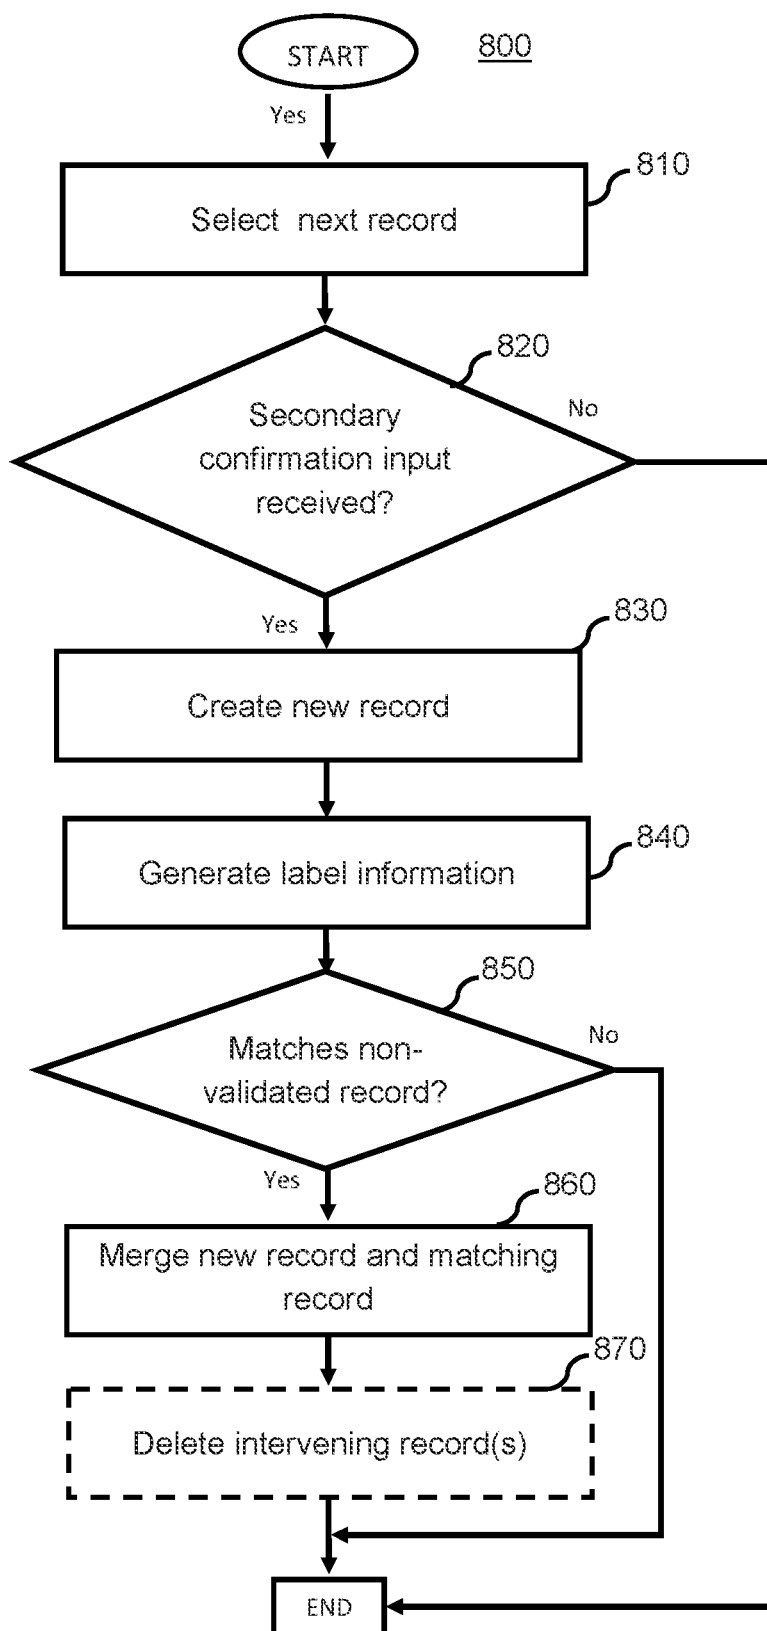 START
800
Yes
810
Select next record
820
No
Secondary
confirmation input
received?
Yes
830
Create new record
840
Generate label information
850
No
Matches non-
validated record?
Yes
860
Merge new record and matching
record
870
Delete intervening record(s)
END